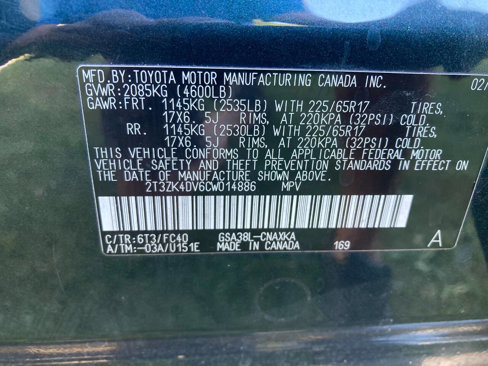 MFD.BY:TOYOTA MOTOR MANUFACTURING CANADA INC. 02/
GVWR:2085KG (4600LB)
GAWR:FRT. 1145KG (2535LB) WITH 225/65R17 TIRES,
17X6. 5J RIMS, AT 220KPA (32PSI) COLD.
RR. 1145KG (2530LB) WITH 225/65R17 TIRES,
17X6. 5J RIMS, AT 220KPA (32PSI) COLD.
THIS VEHICLE CONFORMS TO ALL APPLICABLE FEDERAL MOTOR
VEHICLE SAFETY AND THEFT PREVENTION STANDARDS IN EFFECT ON
THE DATE OF MANUFACTURE SHOWN ABOVE.
2T3ZK4DV6CW014886 MPV
C/TR:6T3/FC40 GSA38L-CNAXKA
A/TM:-03A/U151E MADE IN CANADA 169 A